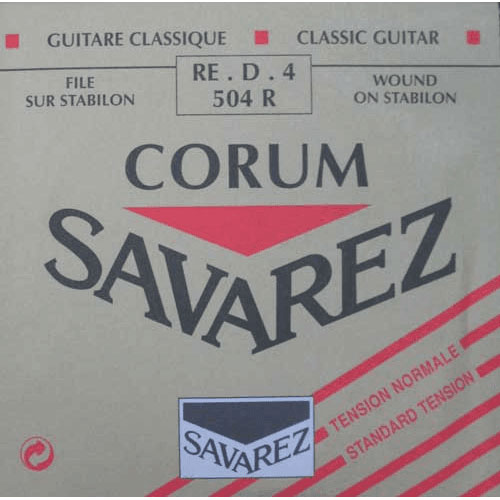 GUITARE CLASSIQUE CLASSIC GUITAR
FILE
SUR STABILON
RE . D . 4
504 R
WOUND
ON STABILON
CORUM
SAVAREZ
TENSION NORMALE
STANDARD TENSION
SAVAREZ